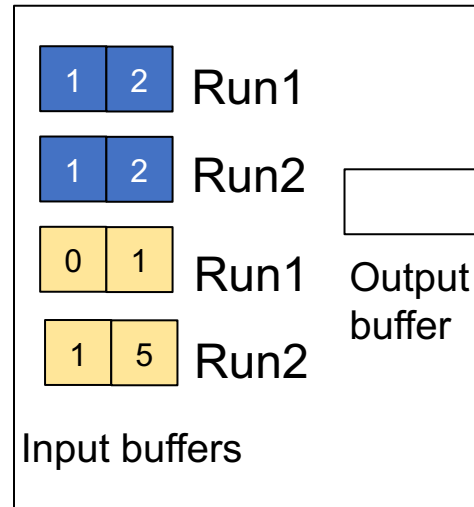 1 2 Run1
1 2 Run2
0 1 Run1
1 5 Run2
Output
buffer
Input buffers